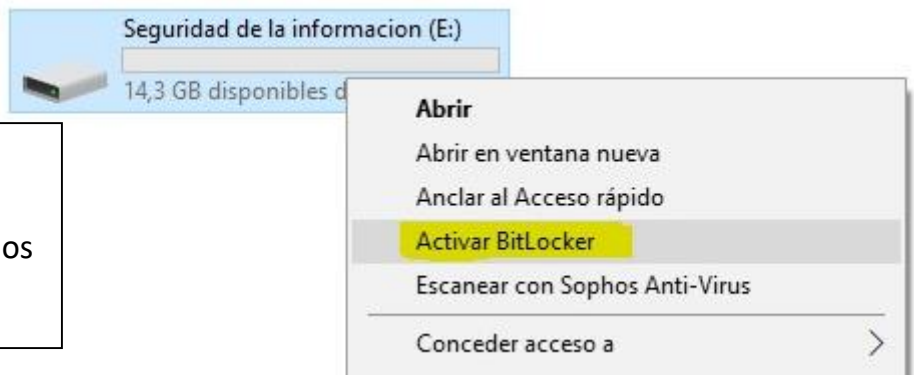 Seguridad de la informacion (E:)
14,3 GB disponibles d
Abrir
Abrir en ventana nueva
Anclar al Acceso rápido
Activar BitLocker
os
Escanear con Sophos Anti-Virus
Conceder acceso a